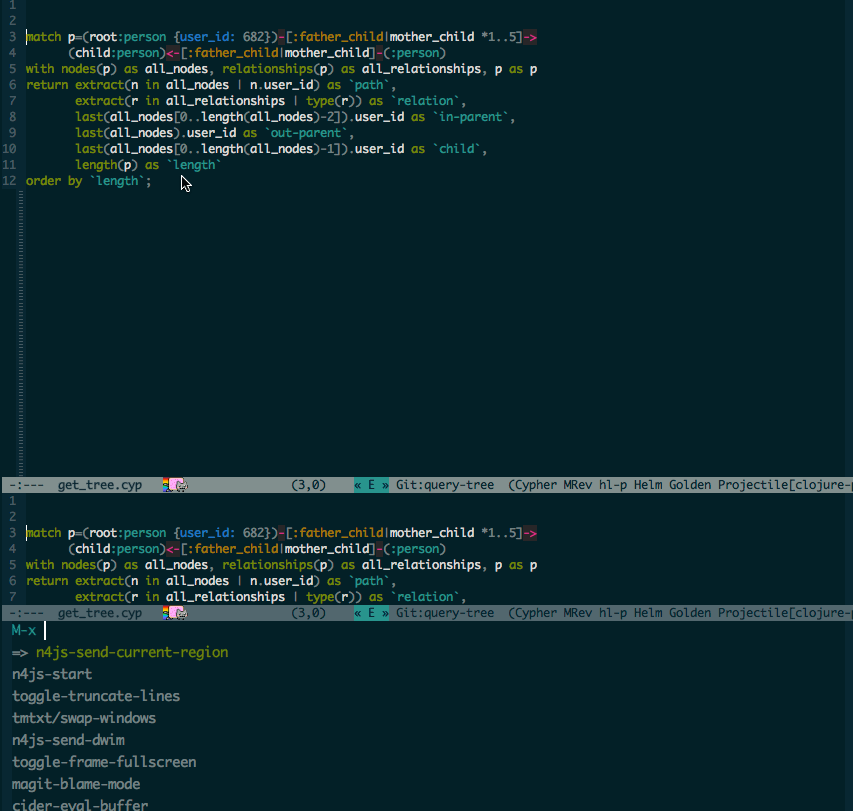 1
2
3 match p=(root:person {user_id: 682})-[:father_child|mother_child *1..5]->
4 (child:person)<-[:father_child|mother_child]-(:person)
5 with nodes(p) as all_nodes, relationships(p) as all_relationships, p as p
6 return extract(n in all_nodes | n.user_id) as `path`,
7 extract(r in all_relationships | type(r)) as `relation`,
8 last(all_nodes[0..length(all_nodes)-2]).user_id as `in-parent`,
9 last(all_nodes).user_id as `out-parent`,
10 last(all_nodes[0..length(all_nodes)-1]).user_id as `child`,
11 length(p) as `length`
12 order by `length`;
-:--- get_tree.cyp (3,0) « E » Git:query-tree (Cypher MRev hl-p Helm Golden Projectile[clojure-
1
2
3 match p=(root:person {user_id: 682})-[:father_child|mother_child *1..5]->
4 (child:person)<-[:father_child|mother_child]-(:person)
5 with nodes(p) as all_nodes, relationships(p) as all_relationships, p as p
6 return extract(n in all_nodes | n.user_id) as `path`,
7 extract(r in all_relationships | type(r)) as `relation`,
-:--- get_tree.cyp (3,0) « E » Git:query-tree (Cypher MRev hl-p Helm Golden Projectile[clojure-
M-x
=> n4js-send-current-region
n4js-start
toggle-truncate-lines
tmtxt/swap-windows
n4js-send-dwim
toggle-frame-fullscreen
magit-blame-mode
cider-eval-buffer